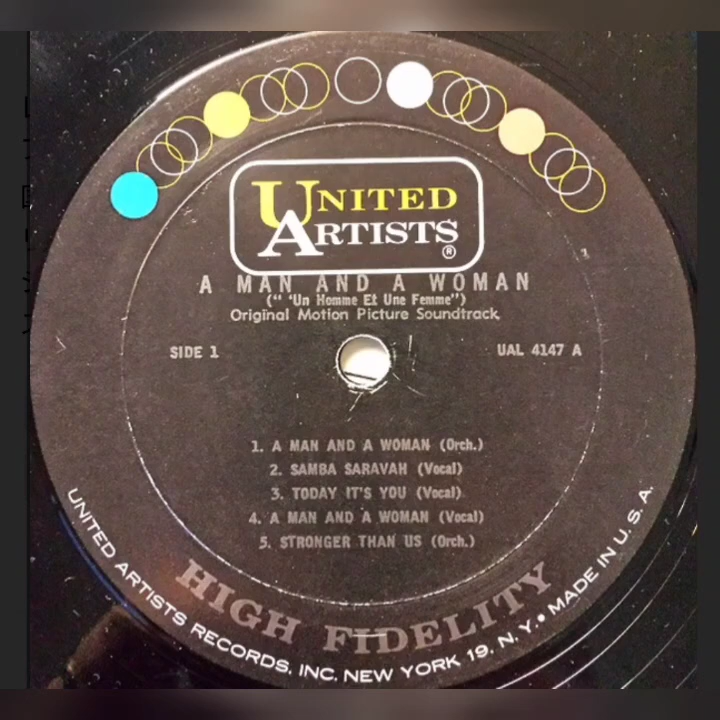 UNITED
ARTISTS®
A MAN AND A WOMAN
(" 'Un Homme Et Une Femme")
Original Motion Picture Soundtrack
SIDE 1
UAL 4147 A
1. A MAN AND A WOMAN (Orch.)
2. SAMBA SARAVAH (Vocal)
3. TODAY IT'S YOU (Vocal)
4. A MAN AND A WOMAN (Vocal)
5. STRONGER THAN US (Orch.)
HIGH FIDELITY
UNITED ARTISTS RECORDS, INC. NEW YORK 19, N. Y. • MADE IN U. S. A.